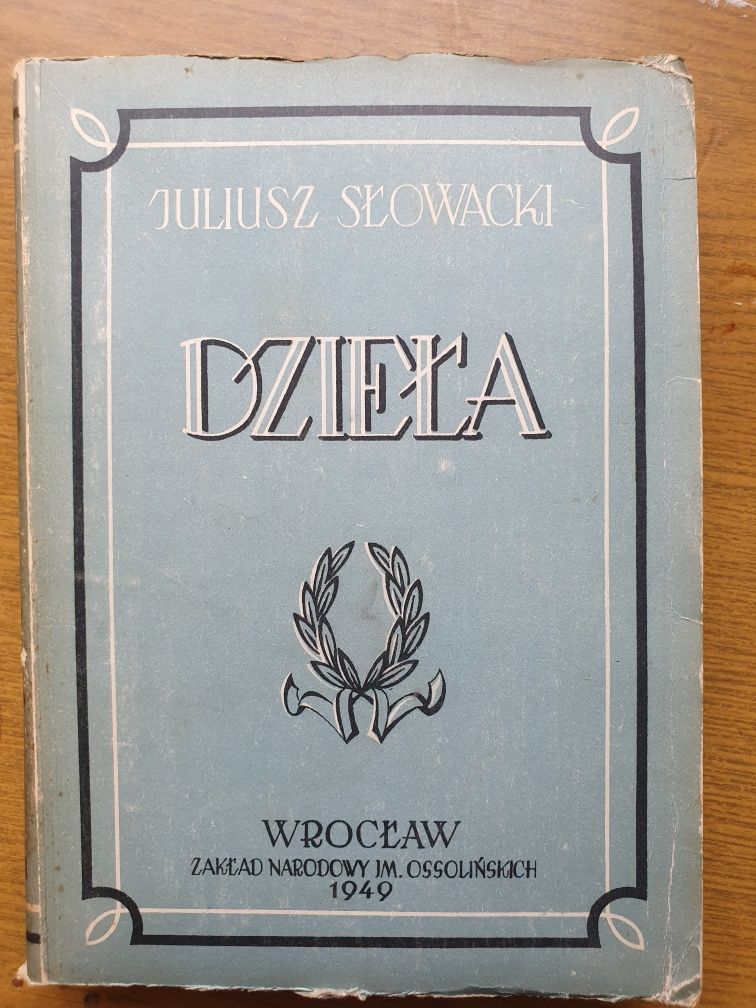 JULIUSZ SŁOWACKI
DZIEŁA
WROCŁAW
ZAKŁAD NARODOWY IM. OSSOLIŃSKICH
1949